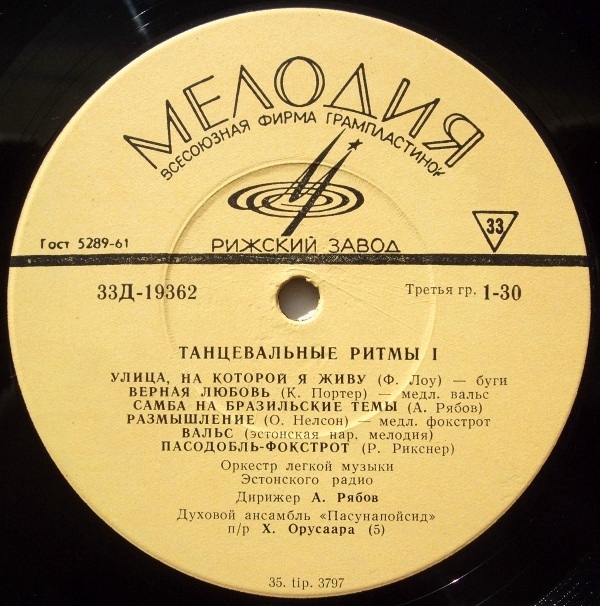 МЕЛОДИЯ
ВСЕСОЮЗНАЯ ФИРМА ГРАМПЛАСТИНОК
РИЖСКИЙ ЗАВОД
Гост 5289-61
33
33Д-19362
Третья гр. 1-30
ТАНЦЕВАЛЬНЫЕ РИТМЫ I
УЛИЦА, НА КОТОРОЙ Я ЖИВУ (Ф. Лоу) — буги
ВЕРНАЯ ЛЮБОВЬ (К. Портер) — медл. вальс
САМБА НА БРАЗИЛЬСКИЕ ТЕМЫ (А. Рябов)
РАЗМЫШЛЕНИЕ (О. Нелсон) — медл. фокстрот
ВАЛЬС (эстонская нар. мелодия)
ПАСОДОБЛЬ-ФОКСТРОТ (Р. Рикснер)
Оркестр легкой музыки
Эстонского радио
Дирижер А. Рябов
Духовой ансамбль «Пасунапойсид»
п/р Х. Орусаара (5)
35. tip. 3797